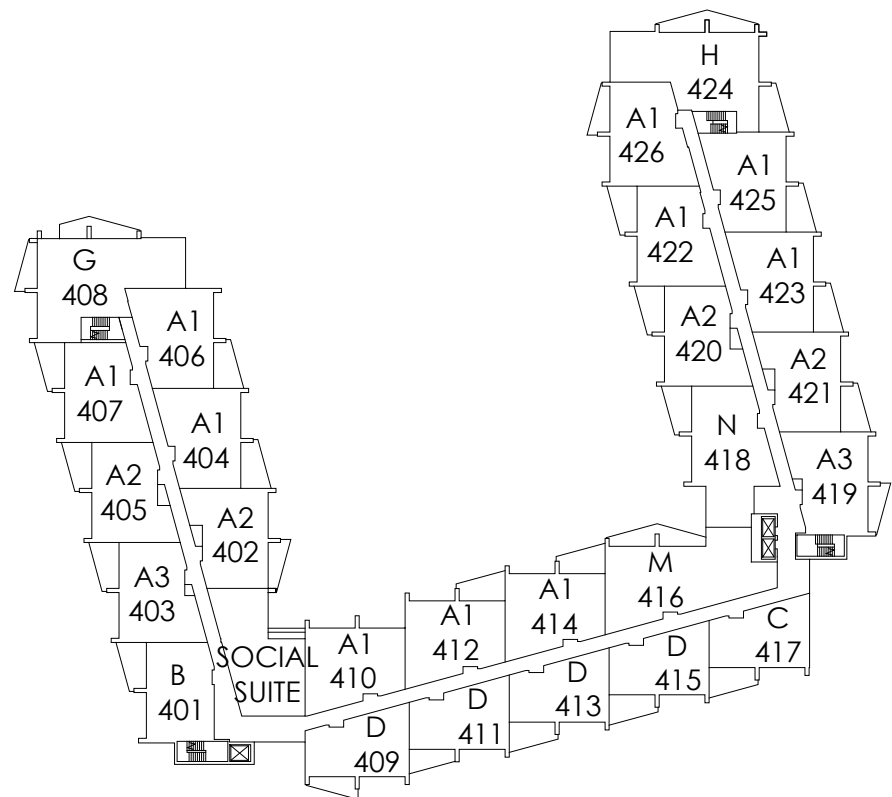 H
424
A1
426
A1
425
A1
422
A1
423
A2
420
A2
421
N
418
A3
419
G
408
A1
406
A1
407
A1
404
A2
405
A2
402
A3
403
B
401
SOCIAL
SUITE
A1
410
A1
412
A1
414
M
416
C
417
D
415
D
413
D
411
D
409